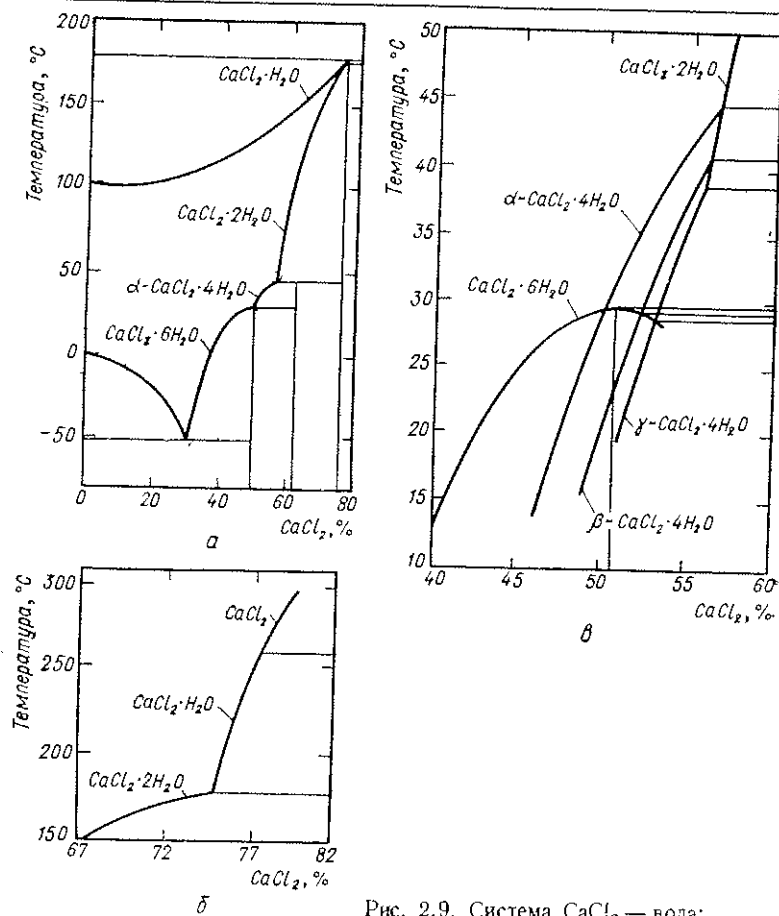 200
150
100
50
0
-50
Температура, °C
CaCl₂·H₂O
CaCl₂·2H₂O
α-CaCl₂·4H₂O
CaCl₂·6H₂O
0 20 40 60 80
CaCl₂,%
а
50
45
40
35
30
25
20
15
10
Температура, °C
CaCl₂·2H₂O
α-CaCl₂·4H₂O
CaCl₂·6H₂O
γ-CaCl₂·4H₂O
β-CaCl₂·4H₂O
40 45 50 55 60
CaCl₂,%
в
300
250
200
150
Температура, °C
CaCl₂
CaCl₂·H₂O
CaCl₂·2H₂O
67 72 77 82
CaCl₂,%
б
Рис. 2.9. Система CaCl₂ — вода: